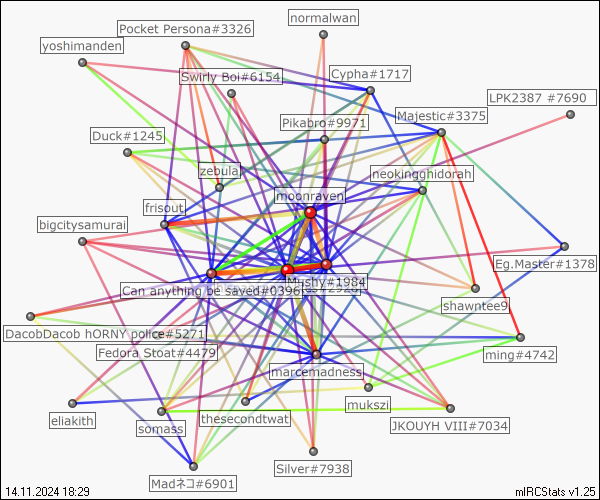 normalwan
Pocket Persona#3326
yoshimanden
Swirly Boi#6154
Cypha#1717
LPK2387 #7690
Majestic#3375
Pikabro#9971
Duck#1245
zebula
neokingghidorah
moonraven
frisout
bigcitysamurai
Eg.Master#1378
Mushy#1984
Can anything be saved#0396
shawntee9
DacobDacob hORNY police#5271
Fedora Stoat#4479
ming#4742
marcemadness
mukszi
eliakith
somass
thesecondtwat
JKOUYH VIII#7034
Silver#7938
Madネコ#6901
14.11.2024 18:29
mIRCStats v1.25